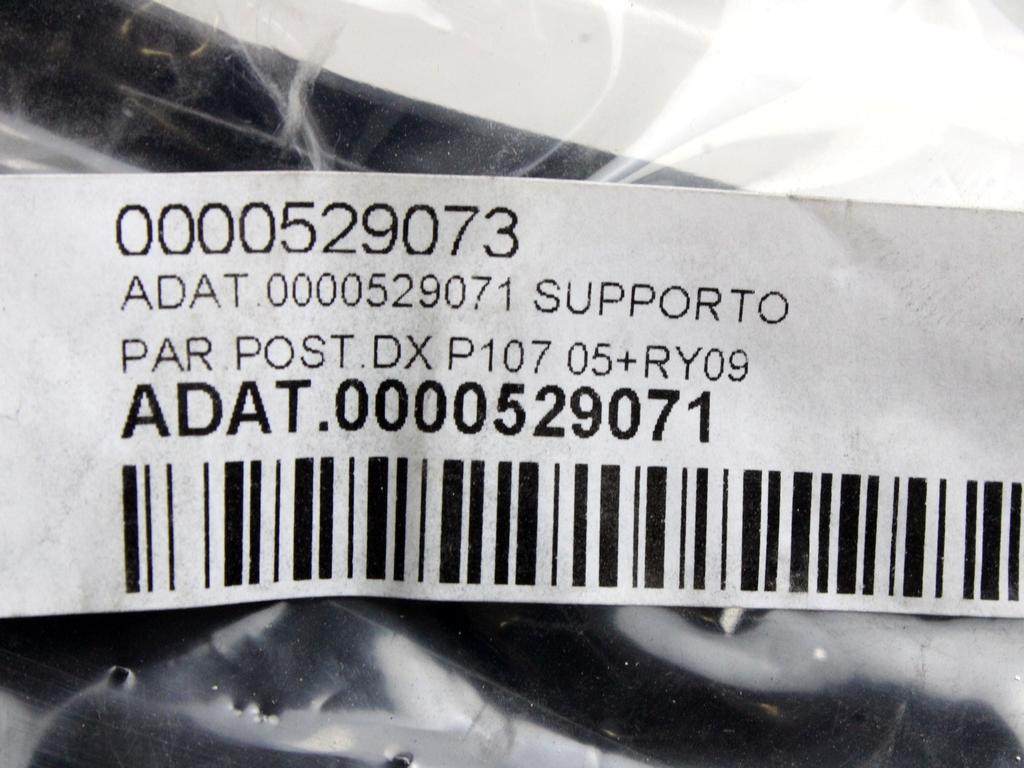 0000529073
ADAT.0000529071 SUPPORTO
PAR.POST.DX P107 05+RY09
ADAT.0000529071